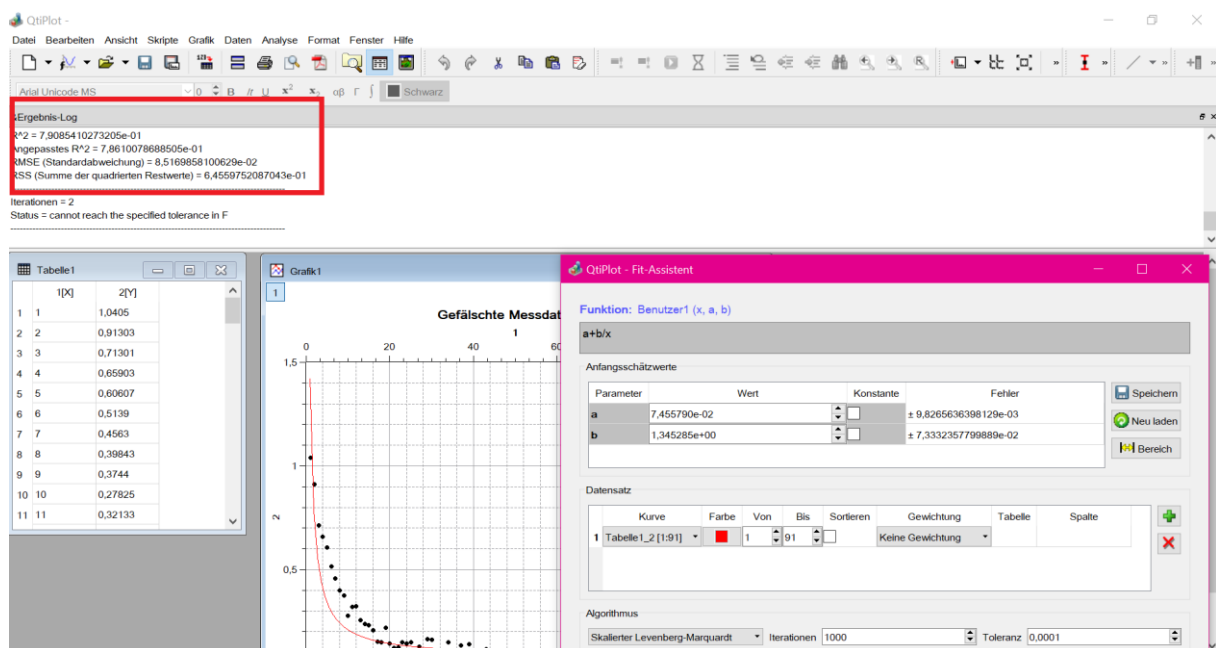 QtiPlot -
Datei Bearbeiten Ansicht Skripte Grafik Daten Analyse Format Fenster Hilfe
Arial Unicode MS 0 B It U x² x₂ αβ Γ ∫ Schwarz
&Ergebnis-Log
R^2 = 7,9085410273205e-01
Angepasstes R^2 = 7,8610078688505e-01
RMSE (Standardabweichung) = 8,5169858100629e-02
RSS (Summe der quadrierten Restwerte) = 6,4559752087043e-01
Iterationen = 2
Status = cannot reach the specified tolerance in F
Tabelle1
1[X] 2[Y]
1 1 1,0405
2 2 0,91303
3 3 0,71301
4 4 0,65903
5 5 0,60607
6 6 0,5139
7 7 0,4563
8 8 0,39843
9 9 0,3744
10 10 0,27825
11 11 0,32133
Grafik1
1
Gefälschte Messdat
1
0 20 40 60
1,5
1
0,5
2
QtiPlot - Fit-Assistent
Funktion: Benutzer1 (x, a, b)
a+b/x
Anfangsschätzwerte
Parameter Wert Konstante Fehler
a 7,455790e-02 ± 9,8265636398129e-03
b 1,345285e+00 ± 7,3332357799889e-02
Speichern
Neu laden
Bereich
Datensatz
Kurve Farbe Von Bis Sortieren Gewichtung Tabelle Spalte
1 Tabelle1_2 [1:91] 1 91 Keine Gewichtung
Algorithmus
Skalierter Levenberg-Marquardt Iterationen 1000 Toleranz 0,0001